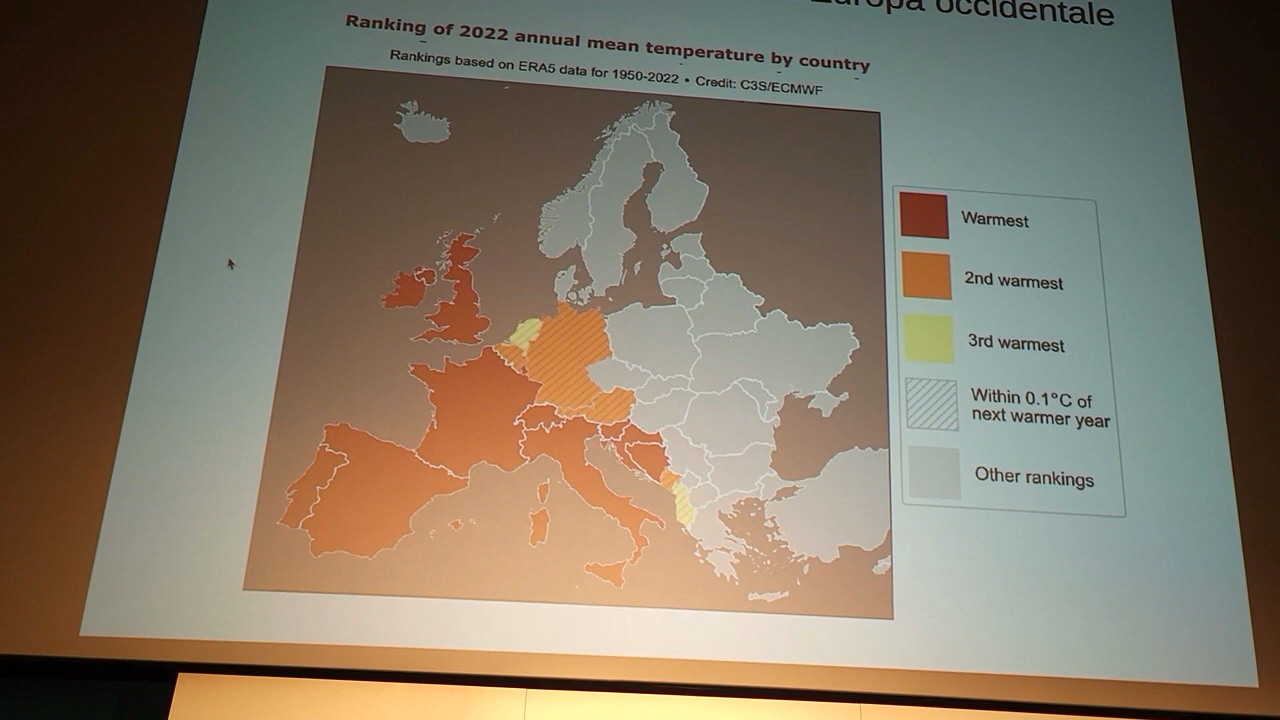 Europa occidentale
Ranking of 2022 annual mean temperature by country
Rankings based on ERA5 data for 1950-2022 • Credit: C3S/ECMWF
Warmest
2nd warmest
3rd warmest
Within 0.1°C of
next warmer year
Other rankings